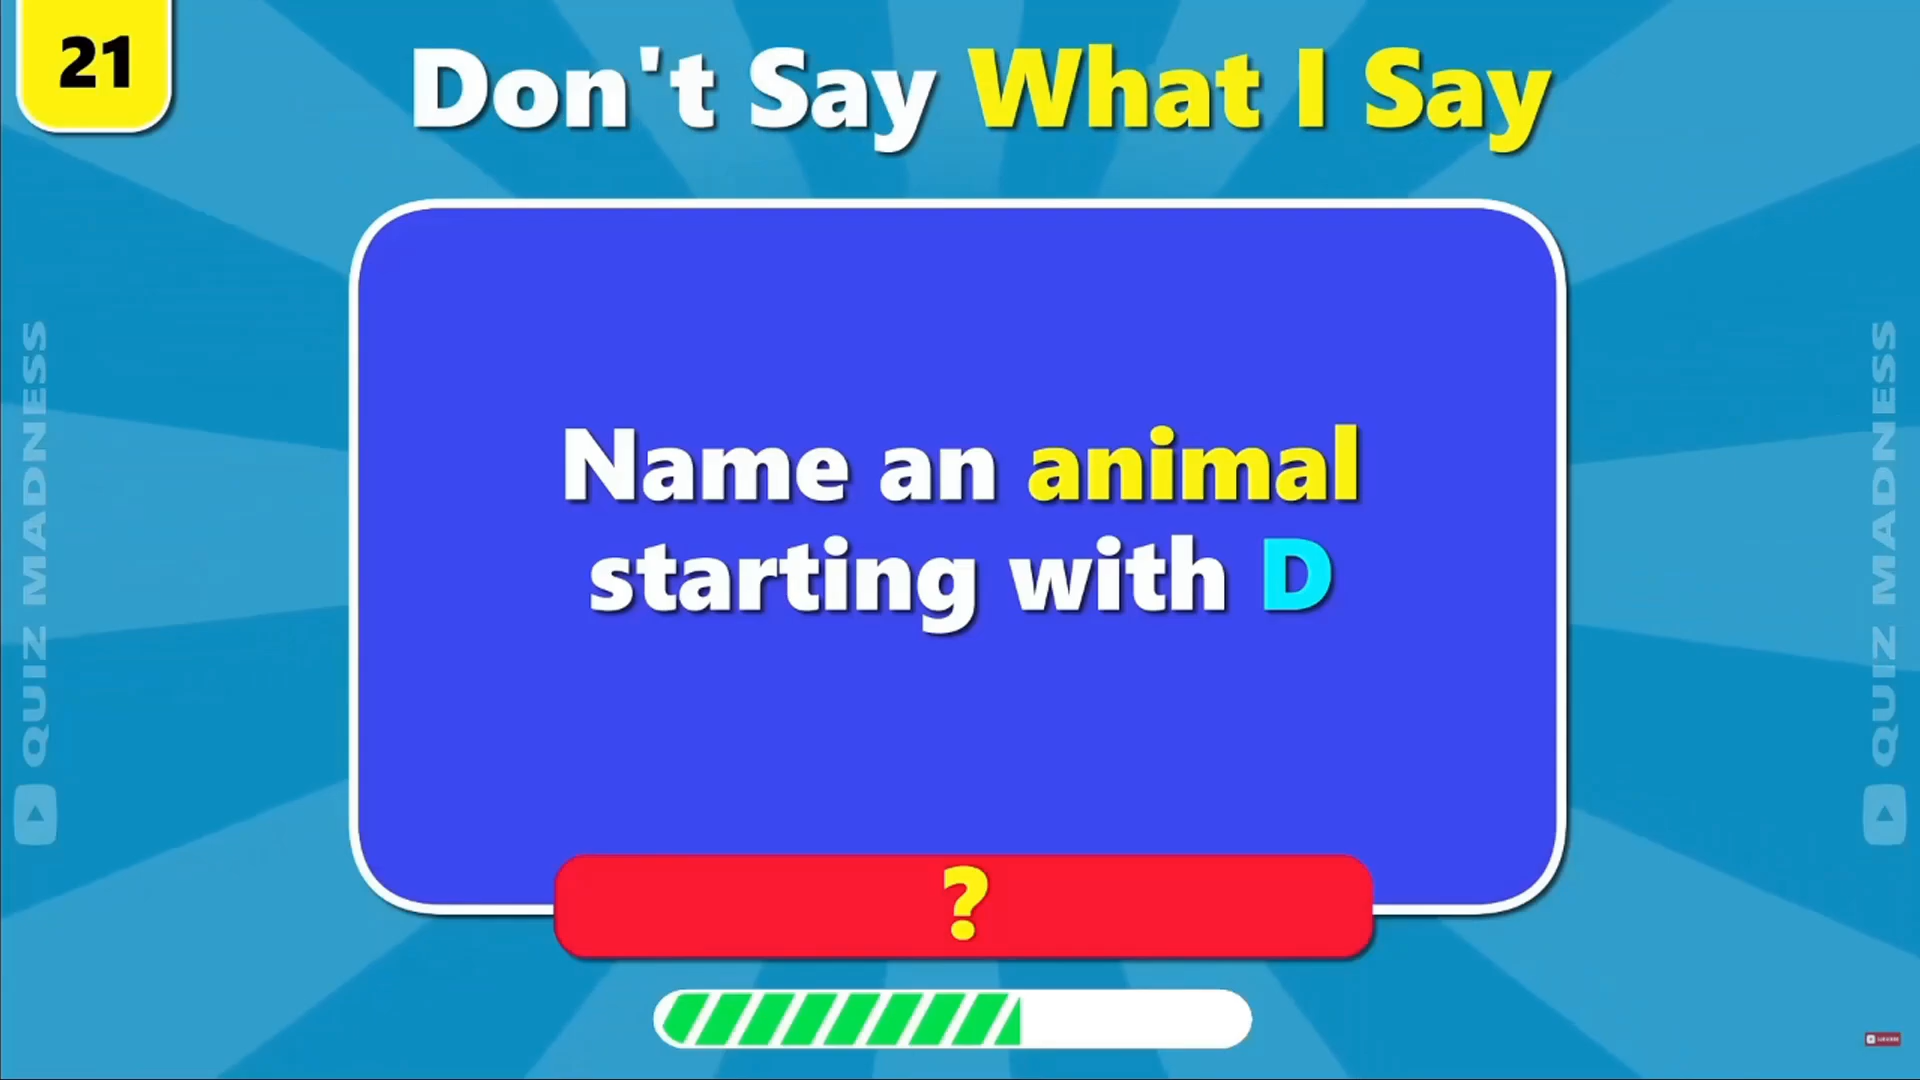 21
Don't Say What I Say
Name an animal
starting with D
?
QUIZ MADNESS
QUIZ MADNESS